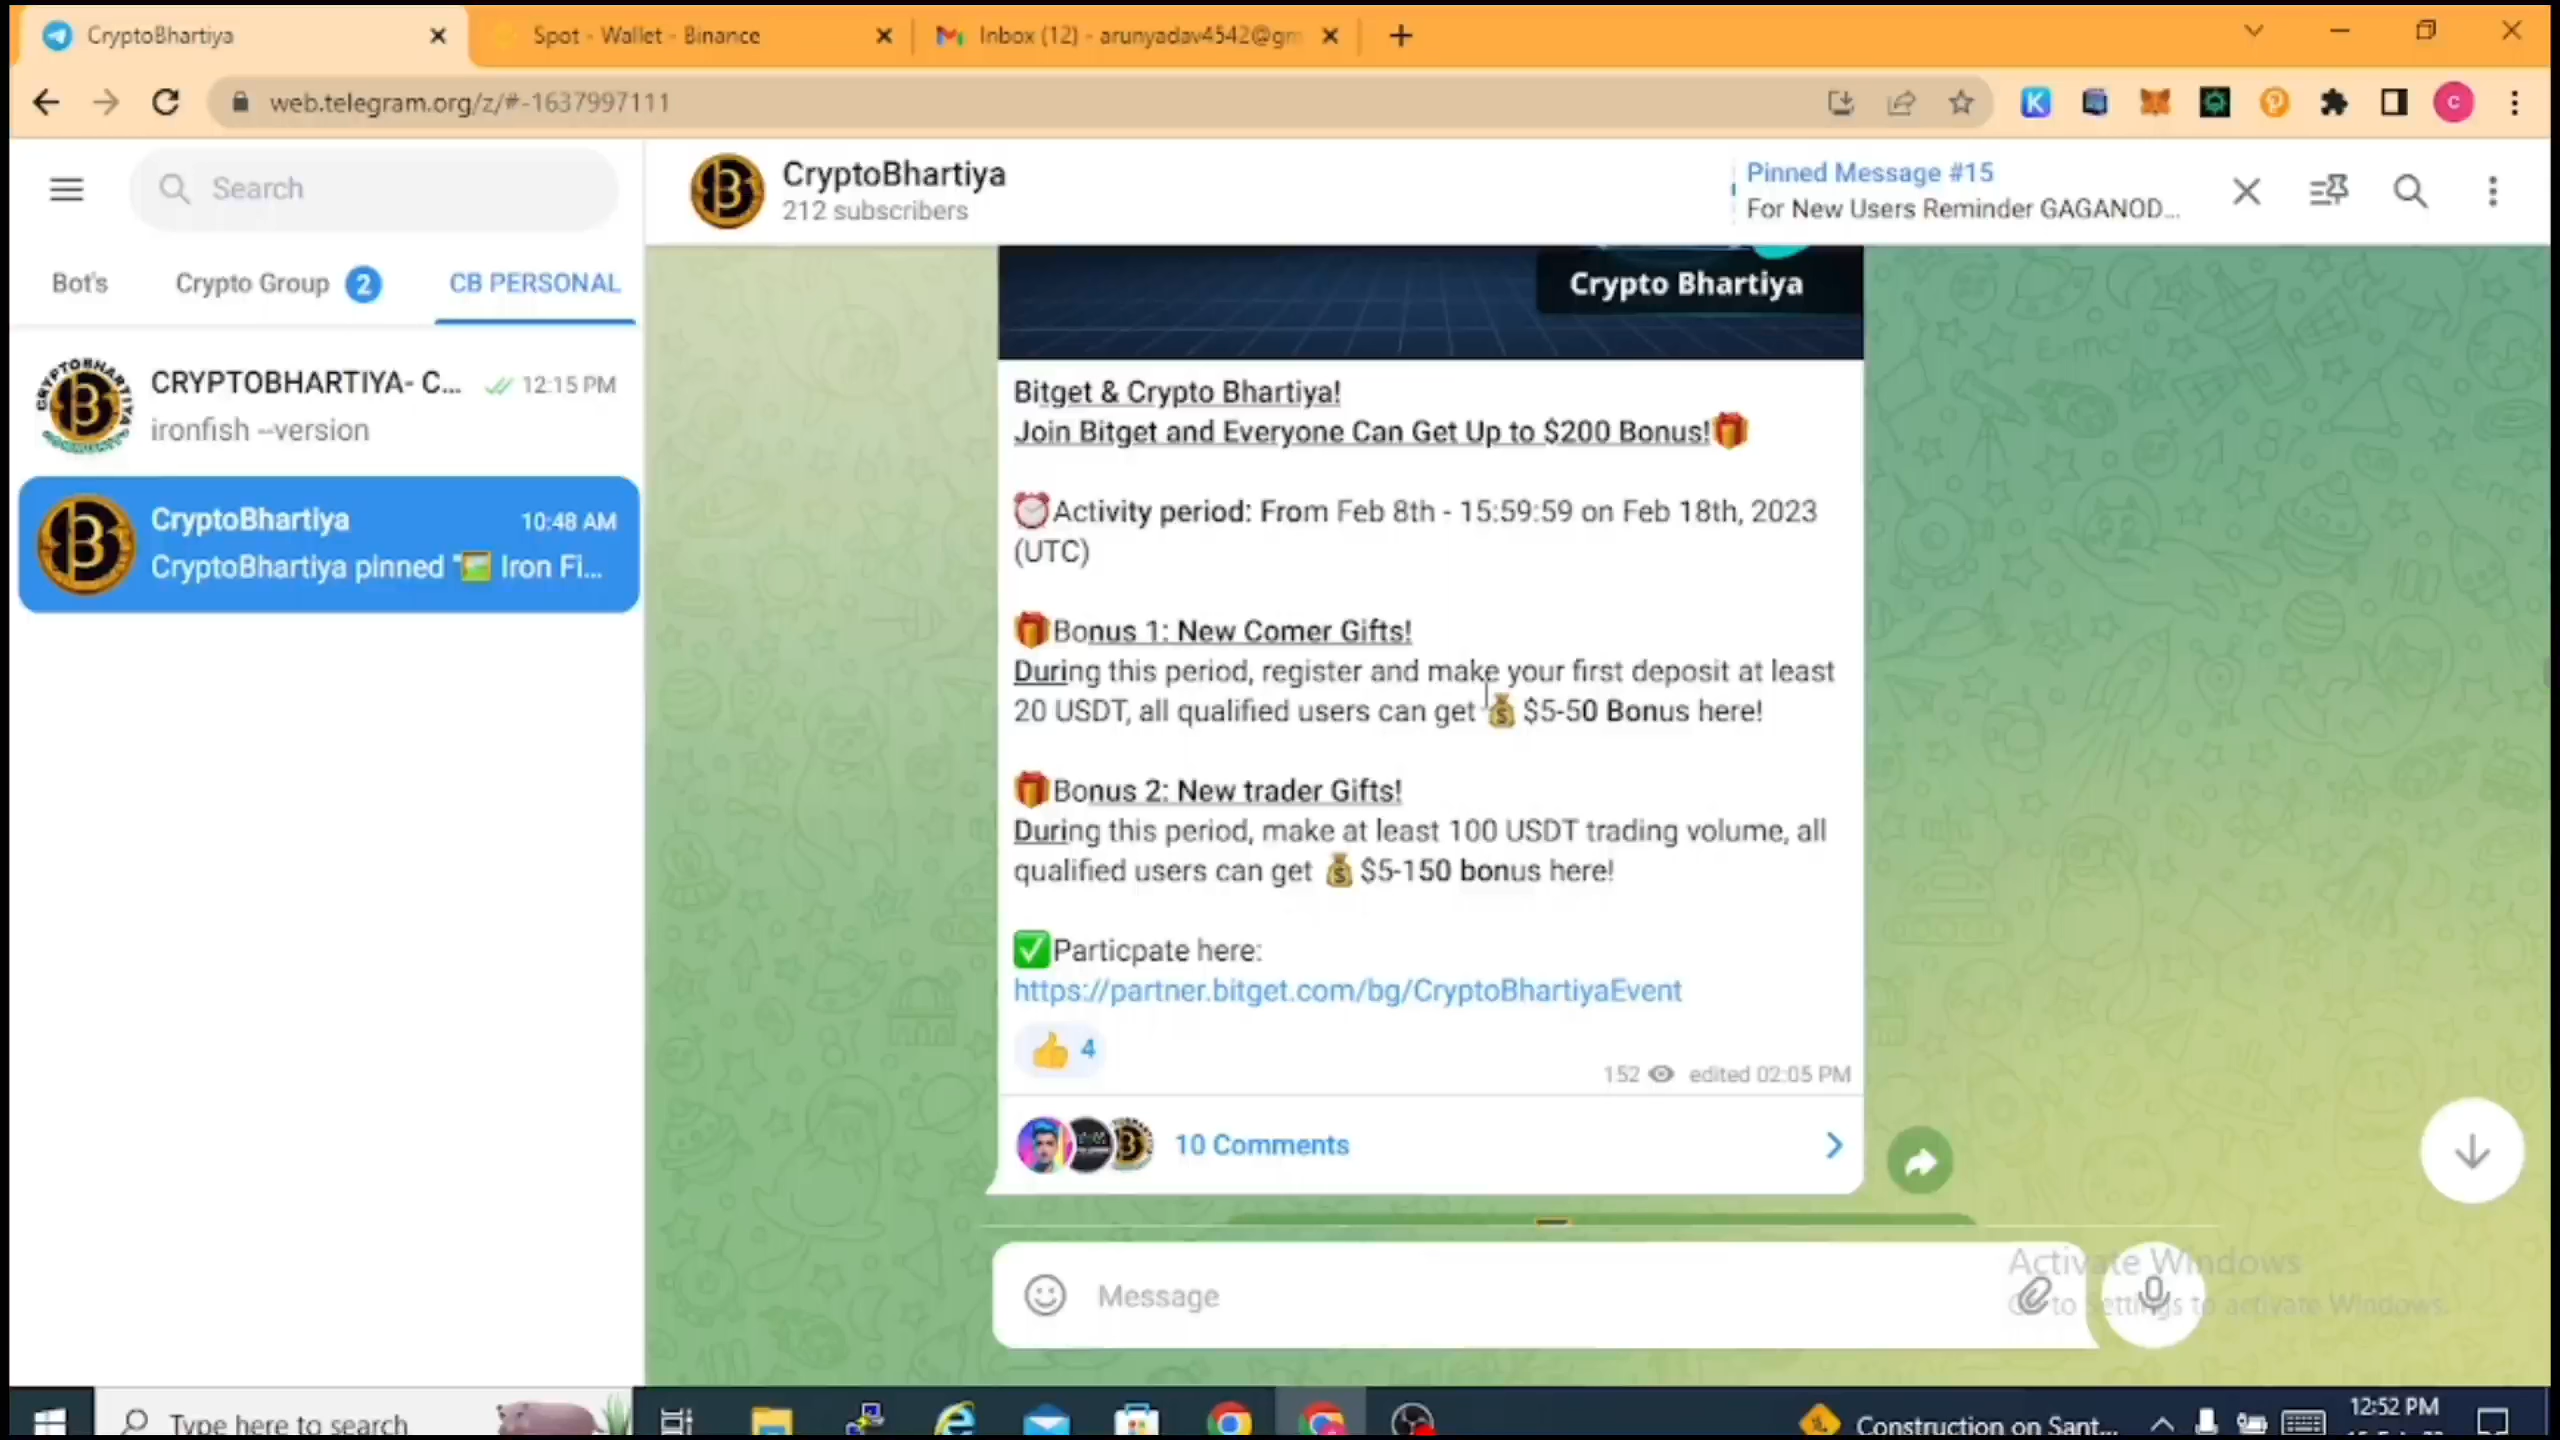 CryptoBhartiya
Spot - Wallet - Binance
Inbox (12) - arunyadav4542@gm
web.telegram.org/z/#-1637997111
K
C
Search
CryptoBhartiya
212 subscribers
Pinned Message #15
For New Users Reminder GAGANOD...
Bot's
Crypto Group 2
CB PERSONAL
CRYPTOBHARTIYA- C...
12:15 PM
ironfish --version
CryptoBhartiya
10:48 AM
CryptoBhartiya pinned "🖼 Iron Fi...
Crypto Bhartiya
Bitget & Crypto Bhartiya!
Join Bitget and Everyone Can Get Up to $200 Bonus!🎁
⏰Activity period: From Feb 8th - 15:59:59 on Feb 18th, 2023
(UTC)
🎁Bonus 1: New Comer Gifts!
During this period, register and make your first deposit at least
20 USDT, all qualified users can get 💰 $5-50 Bonus here!
🎁Bonus 2: New trader Gifts!
During this period, make at least 100 USDT trading volume, all
qualified users can get 💰 $5-150 bonus here!
✅Particpate here:
https://partner.bitget.com/bg/CryptoBhartiyaEvent
👍 4
152
edited 02:05 PM
10 Comments
Message
Activate Windows
Go to Settings to activate Windows.
Type here to search
Construction on Sant...
12:52 PM